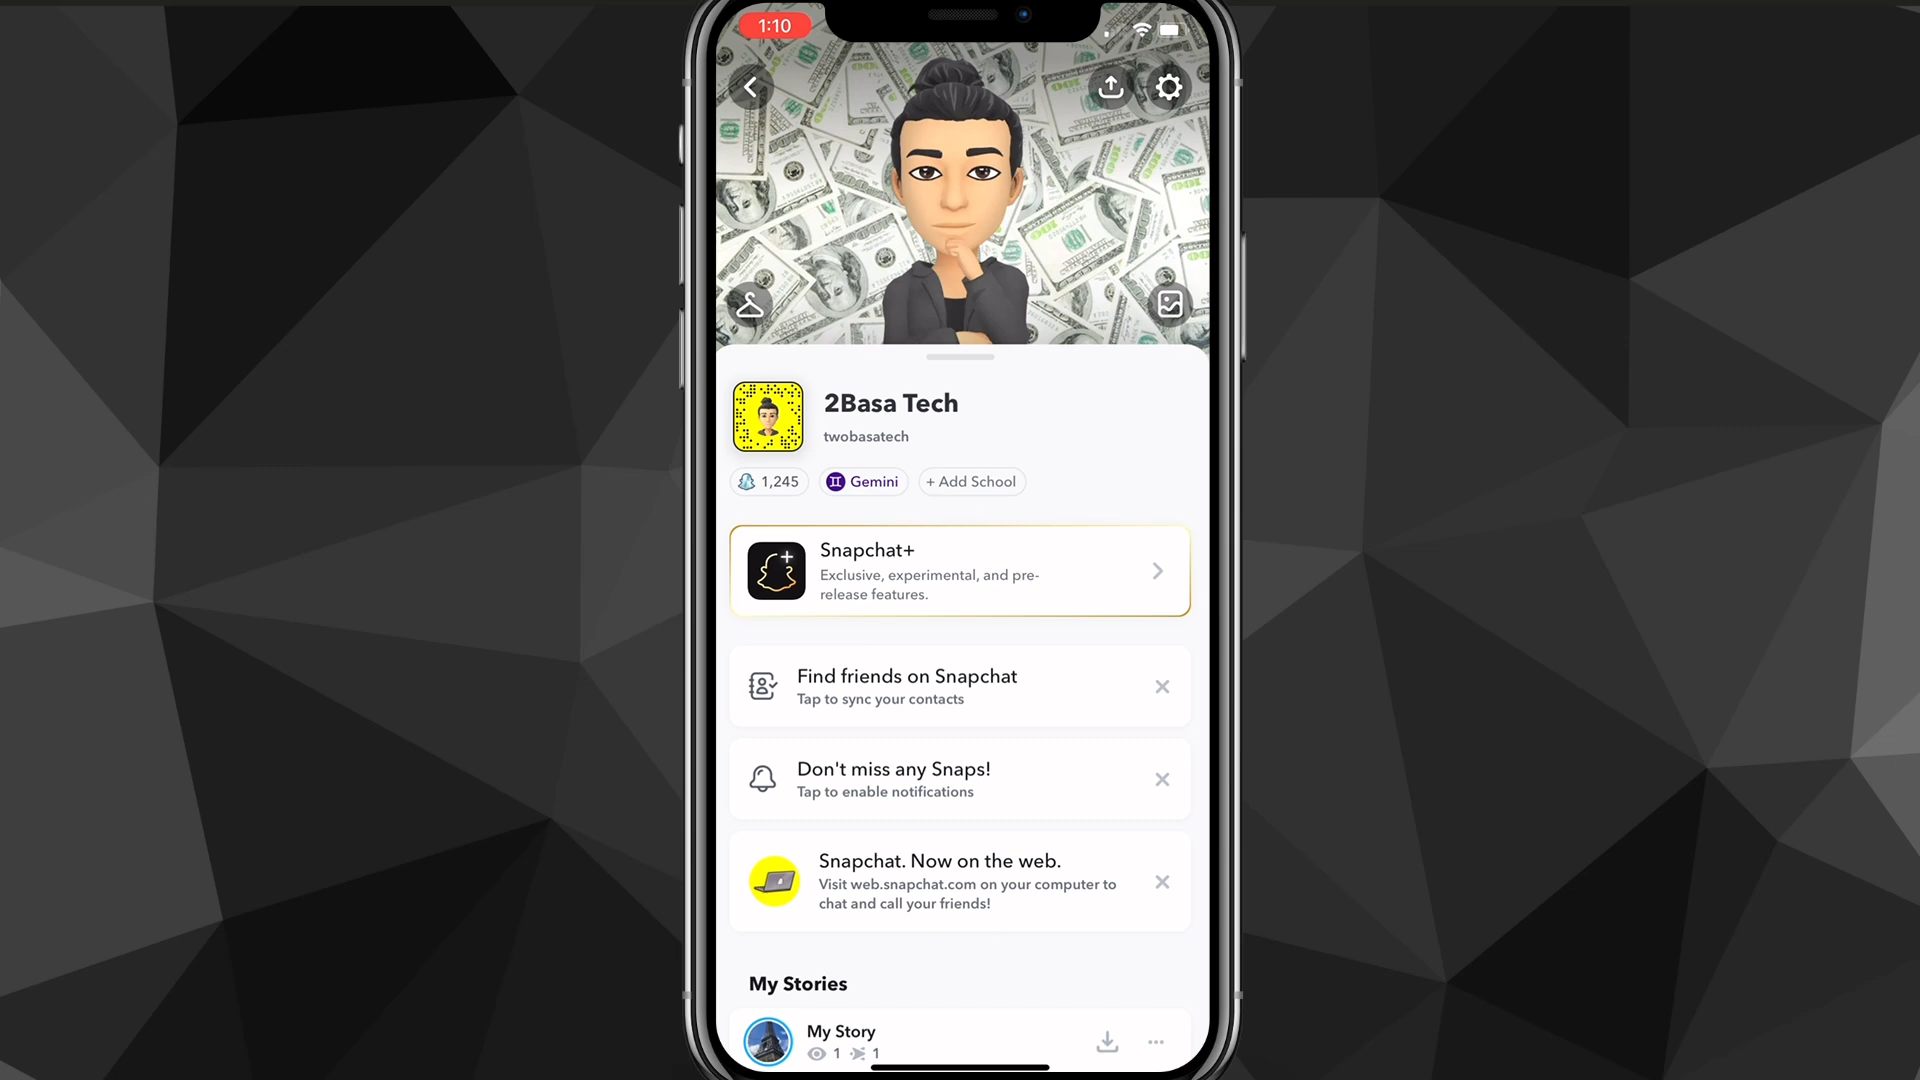 1:10
2Basa Tech
twobasatech
1,245
Gemini
+ Add School
Snapchat+
Exclusive, experimental, and pre-
release features.
Find friends on Snapchat
Tap to sync your contacts
Don't miss any Snaps!
Tap to enable notifications
Snapchat. Now on the web.
Visit web.snapchat.com on your computer to
chat and call your friends!
My Stories
My Story
1 1